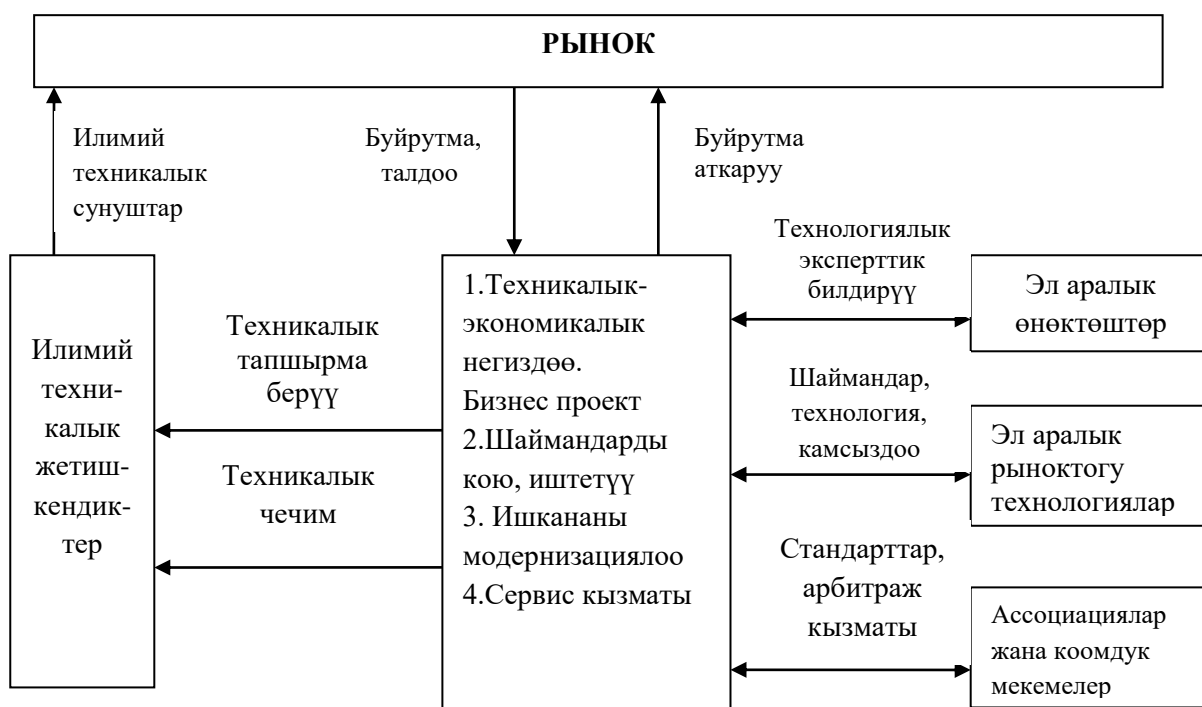 РЫНОК
Илимий
техникалык
сунуштар
Буйрутма,
талдоо
Буйрутма
аткаруу
Илимий
техни-
калык
жетиш-
кендик-
тер
Техникалык
тапшырма
берүү
Техникалык
чечим
1.Техникалык-
экономикалык
негиздөө.
Бизнес проект
2.Шаймандарды
кою, иштетүү
3. Ишкананы
модернизациялоо
4.Сервис кызматы
Технологиялык
эксперттик
билдирүү
Шаймандар,
технология,
камсыздоо
Стандарттар,
арбитраж
кызматы
Эл аралык
өнөктөштөр
Эл аралык
рыноктогу
технологиялар
Ассоциациялар
жана коомдук
мекемелер